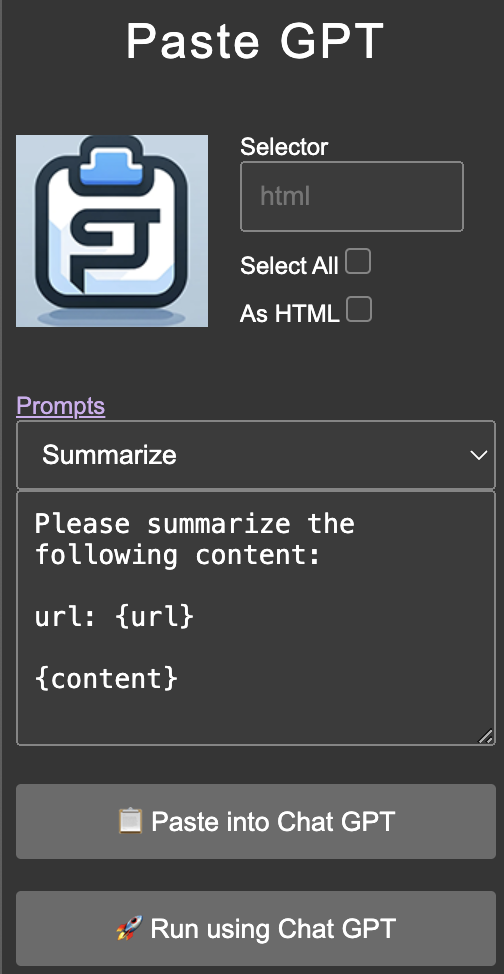 Paste GPT
Selector
html
Select All
As HTML
Prompts
Summarize
Please summarize the
following content:
url: {url}
{content}
📋 Paste into Chat GPT
🚀 Run using Chat GPT